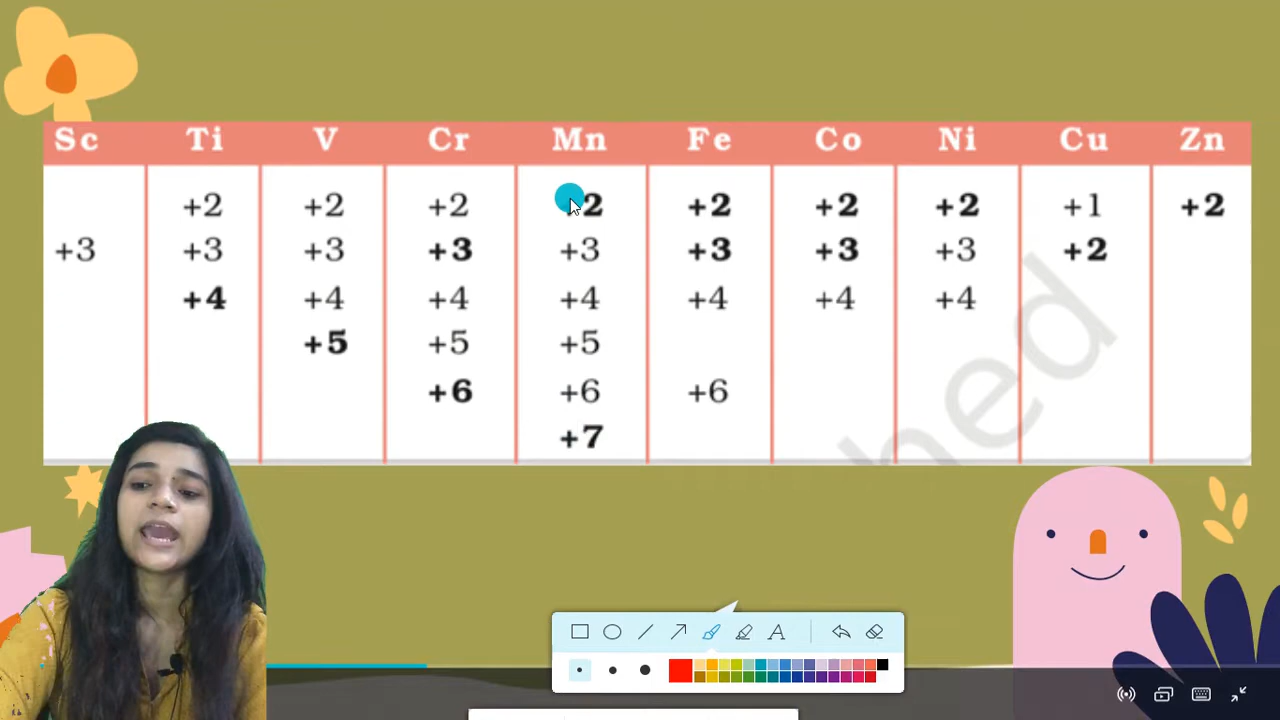 Sc Ti V Cr Mn Fe Co Ni Cu Zn
+2 +2 +2 2 +2 +2 +2 +1 +2
+3 +3 +3 +3 +3 +3 +3 +3 +2
+4 +4 +4 +4 +4 +4 +4
+5 +5 +5
+6 +6 +6
+7
hed
A